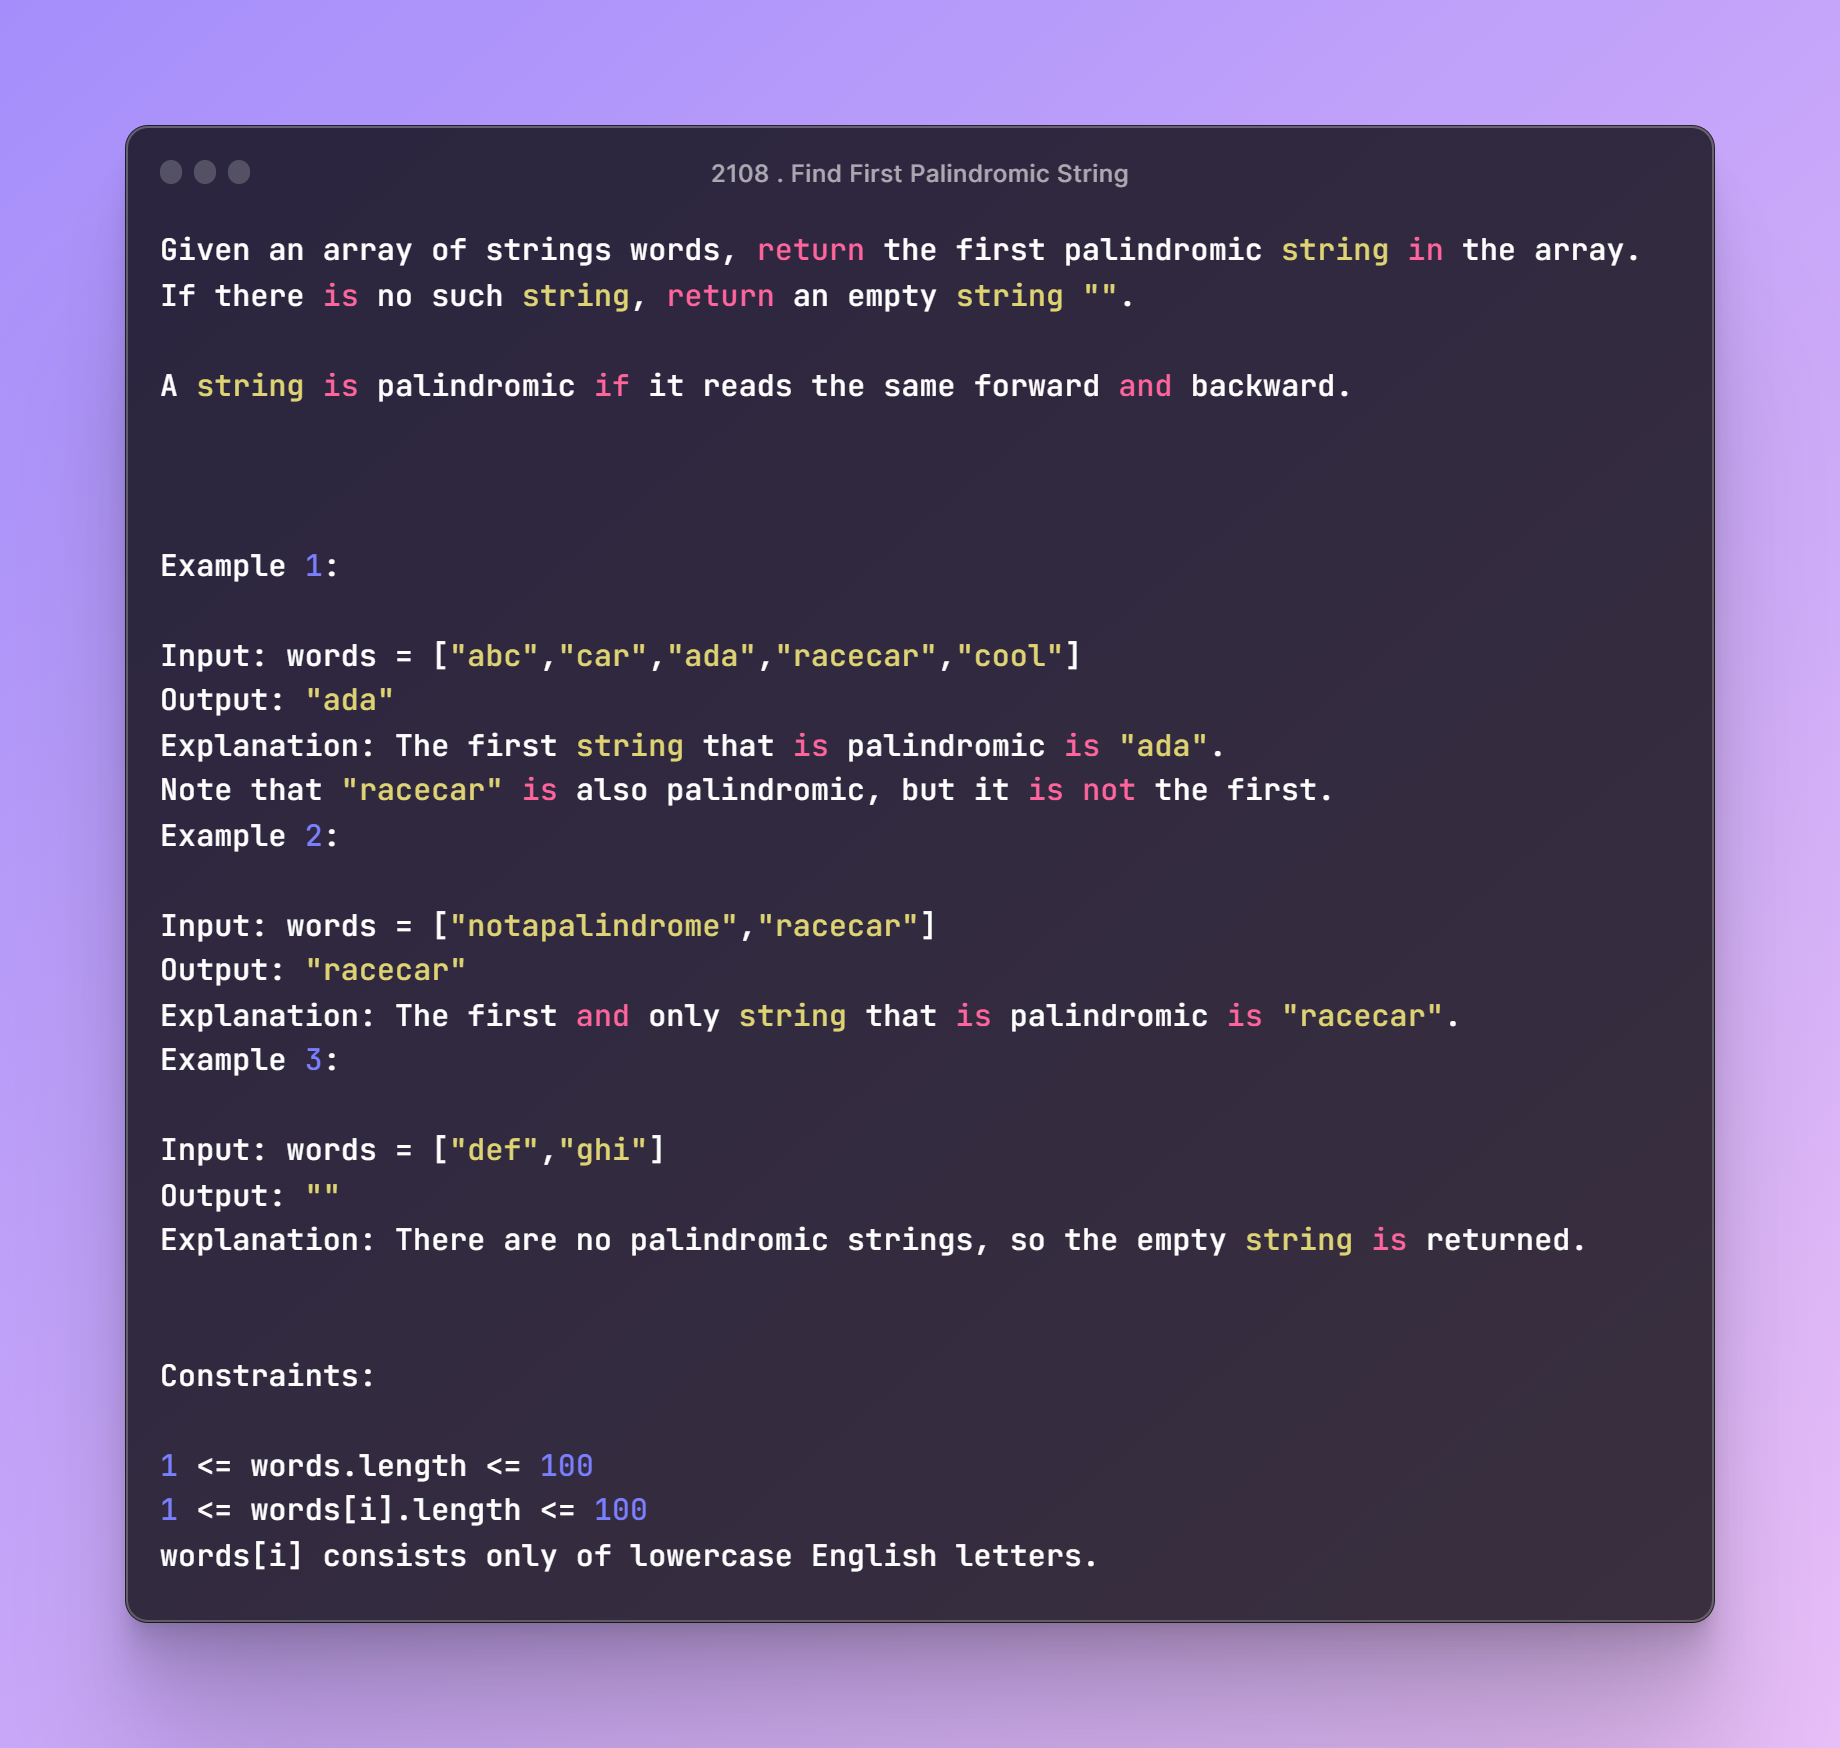 2108 . Find First Palindromic String
Given an array of strings words, return the first palindromic string in the array.
If there is no such string, return an empty string "".
A string is palindromic if it reads the same forward and backward.
Example 1:
Input: words = ["abc","car","ada","racecar","cool"]
Output: "ada"
Explanation: The first string that is palindromic is "ada".
Note that "racecar" is also palindromic, but it is not the first.
Example 2:
Input: words = ["notapalindrome","racecar"]
Output: "racecar"
Explanation: The first and only string that is palindromic is "racecar".
Example 3:
Input: words = ["def","ghi"]
Output: ""
Explanation: There are no palindromic strings, so the empty string is returned.
Constraints:
1 <= words.length <= 100
1 <= words[i].length <= 100
words[i] consists only of lowercase English letters.